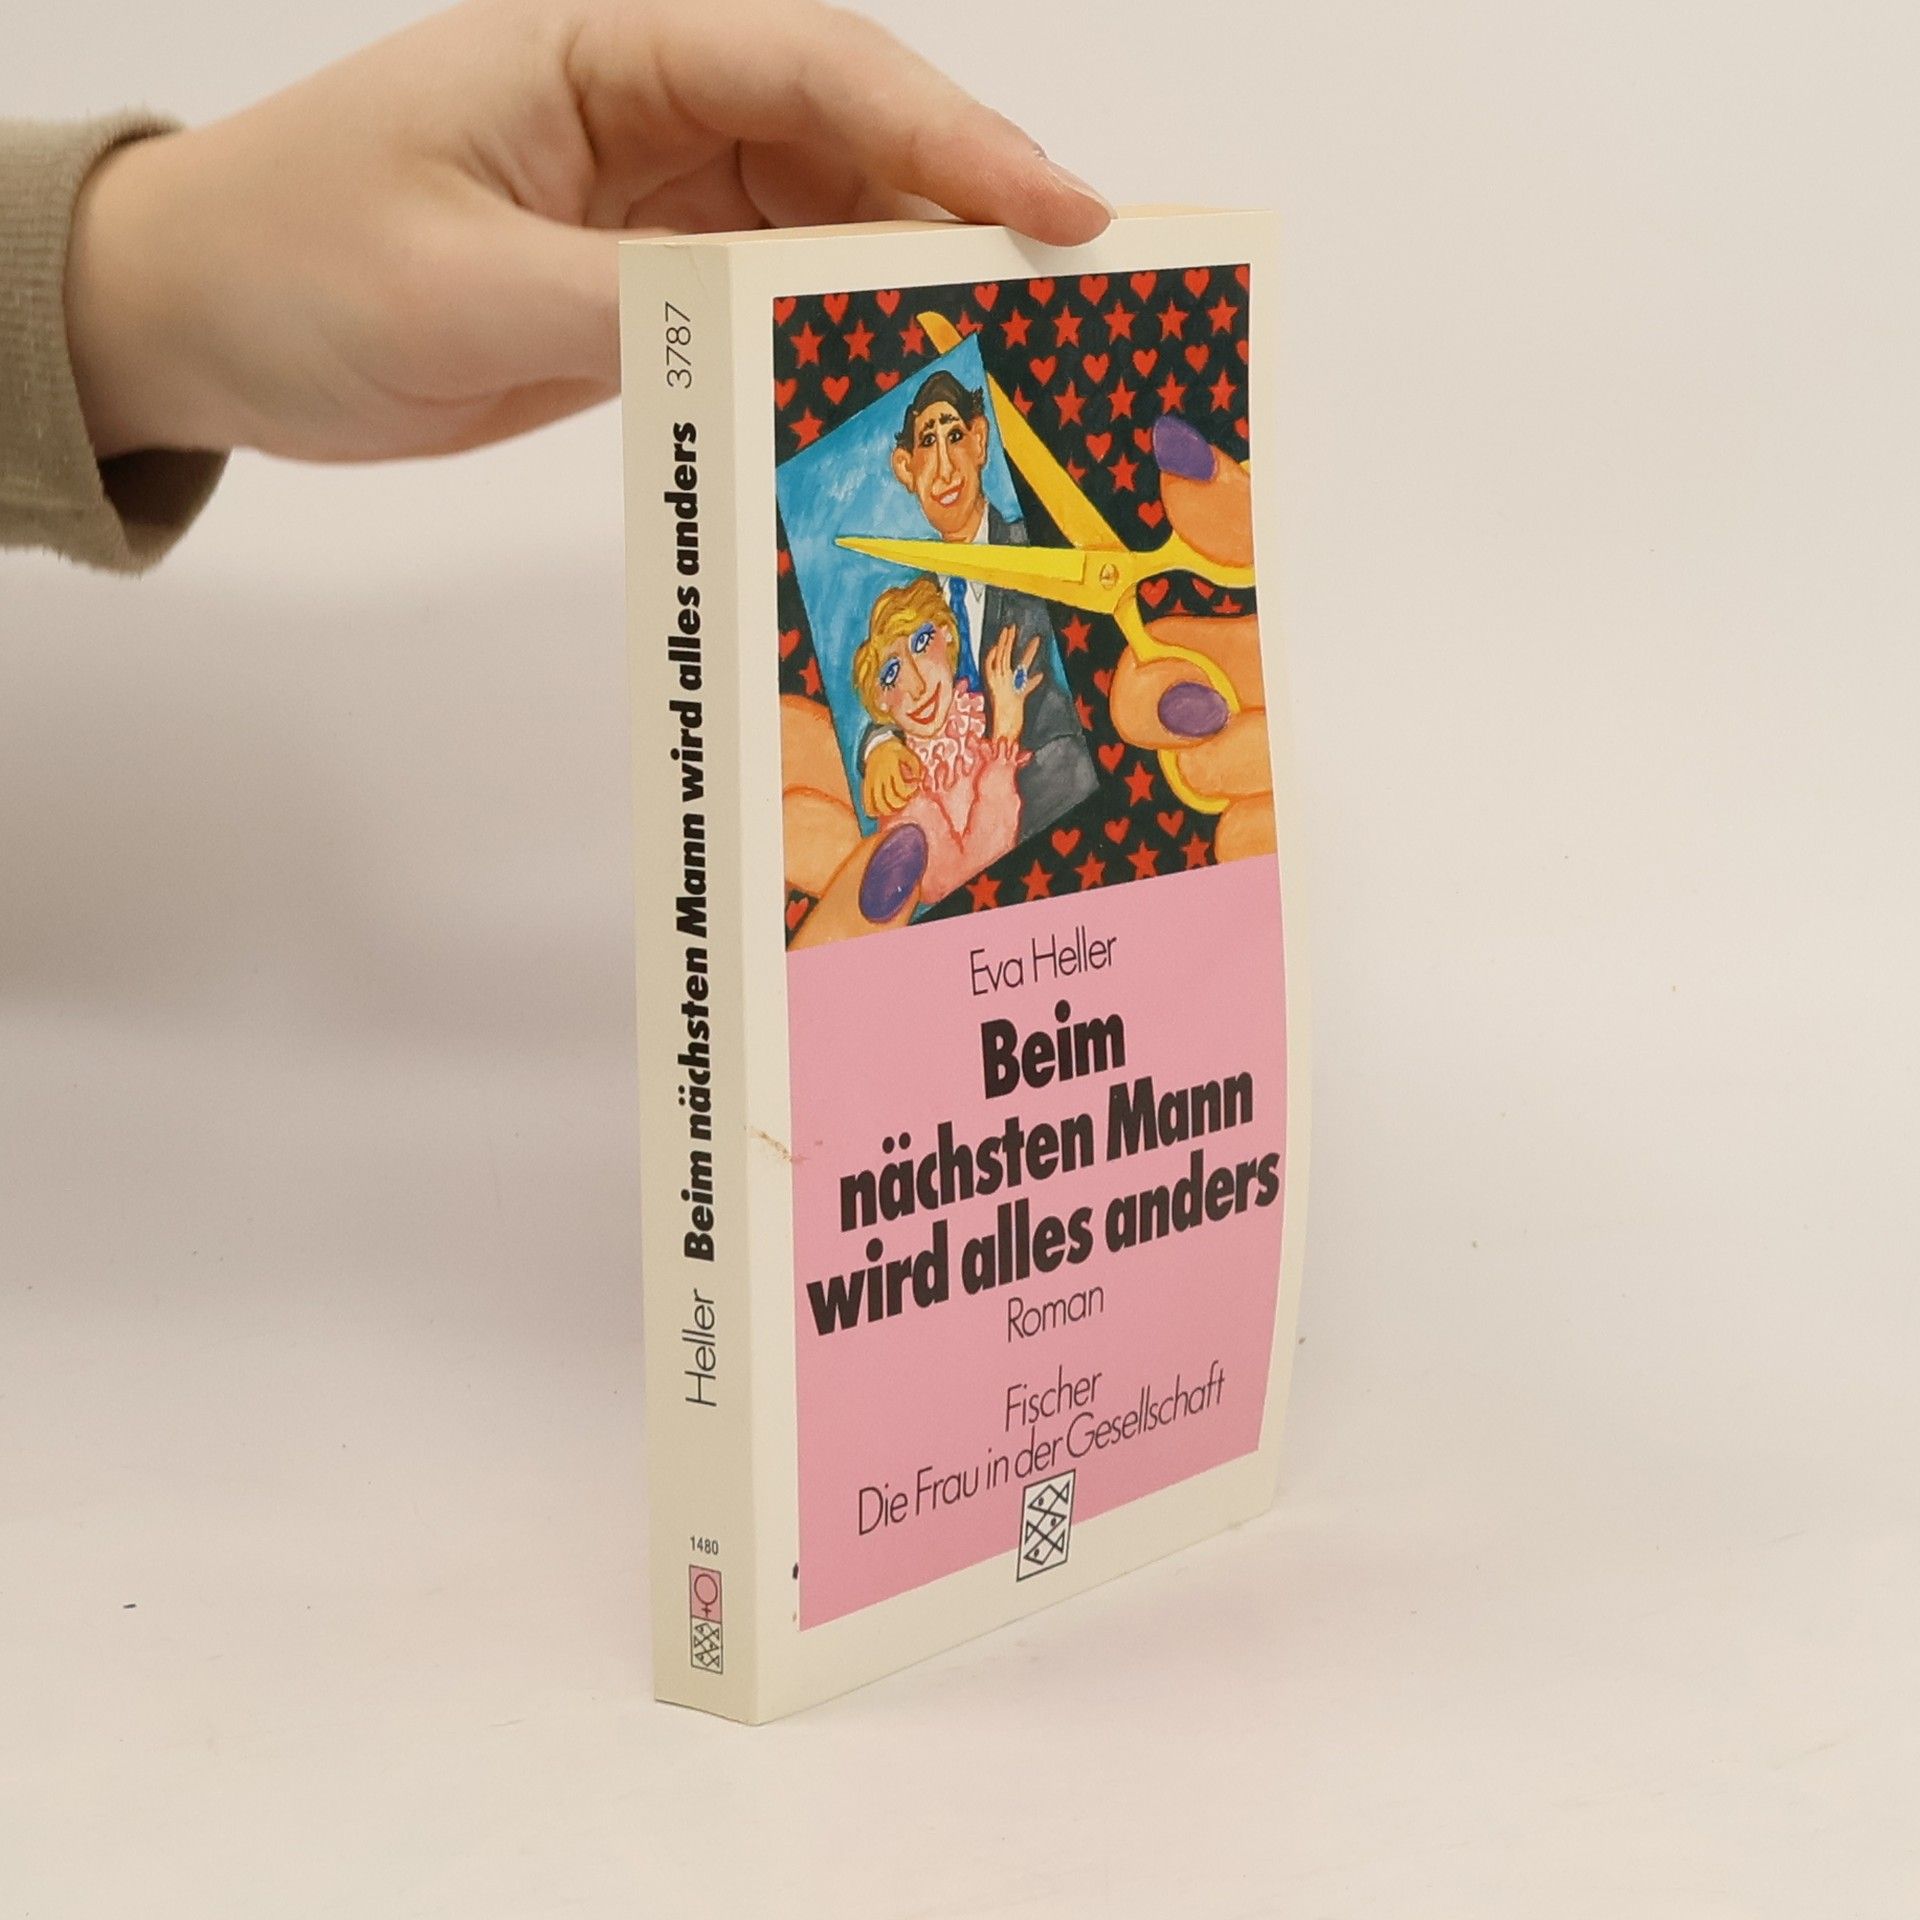 Heller Beim nächsten Mann wird alles anders 3787
1480
Eva Heller
Beim
nächsten Mann
wird alles anders
Roman
Fischer
Die Frau in der Gesellschaft